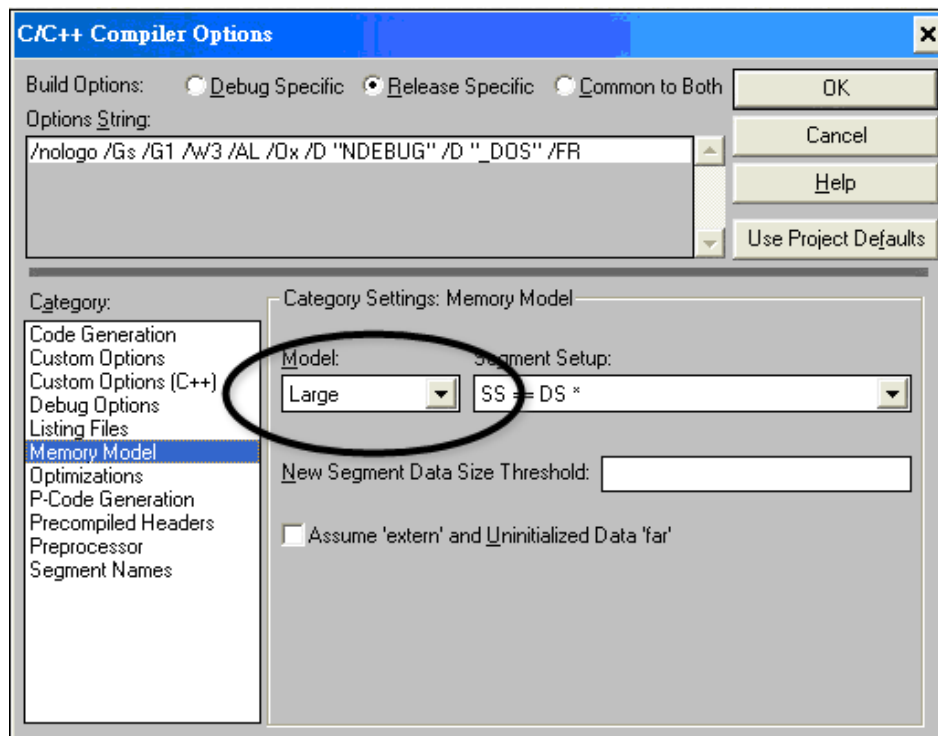 C/C++ Compiler Options
Build Options: Debug Specific Release Specific Common to Both
OK
Options String:
/nologo /Gs /G1 /W3 /AL /Ox /D "NDEBUG" /D "_DOS" /FR
Cancel
Help
Use Project Defaults
Category:
Code Generation
Custom Options
Custom Options (C++)
Debug Options
Listing Files
Memory Model
Optimizations
P-Code Generation
Precompiled Headers
Preprocessor
Segment Names
Category Settings: Memory Model
Model: Segment Setup:
Large SS == DS *
New Segment Data Size Threshold:
Assume 'extern' and Uninitialized Data 'far'